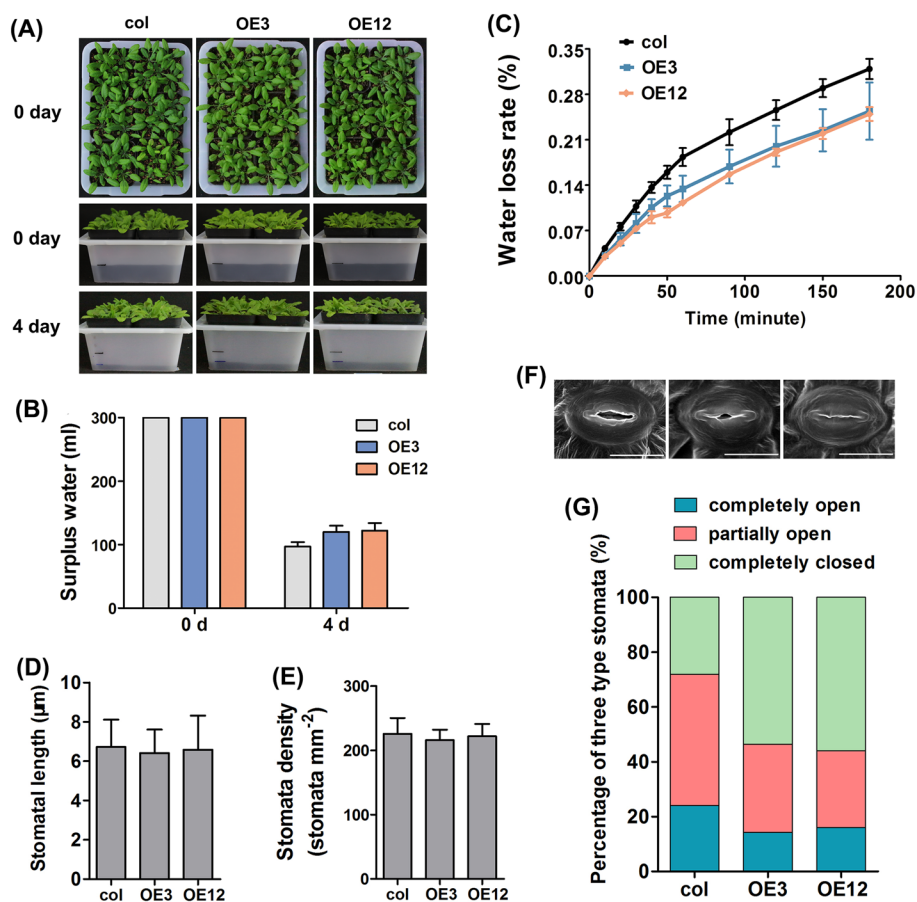 (A)
col OE3 OE12
0 day
0 day
4 day
(B)
Surplus water (ml)
300
300
100
0
col
OE3
OE12
0 d 4 d
(C)
Water loss rate (%)
0.35
0.28
0.21
0.14
0.07
0.00
col
OE3
OE12
0 50 100 150 200
Time (minute)
(D)
Stomatal length (μm)
10
8
6
4
2
0
col OE3 OE12
(E)
Stomata density
(stomata mm-2)
300
200
100
0
col OE3 OE12
(F)
(G)
completely open
partially open
completely closed
Percentage of three type stomata (%)
100
80
60
40
20
0
col OE3 OE12